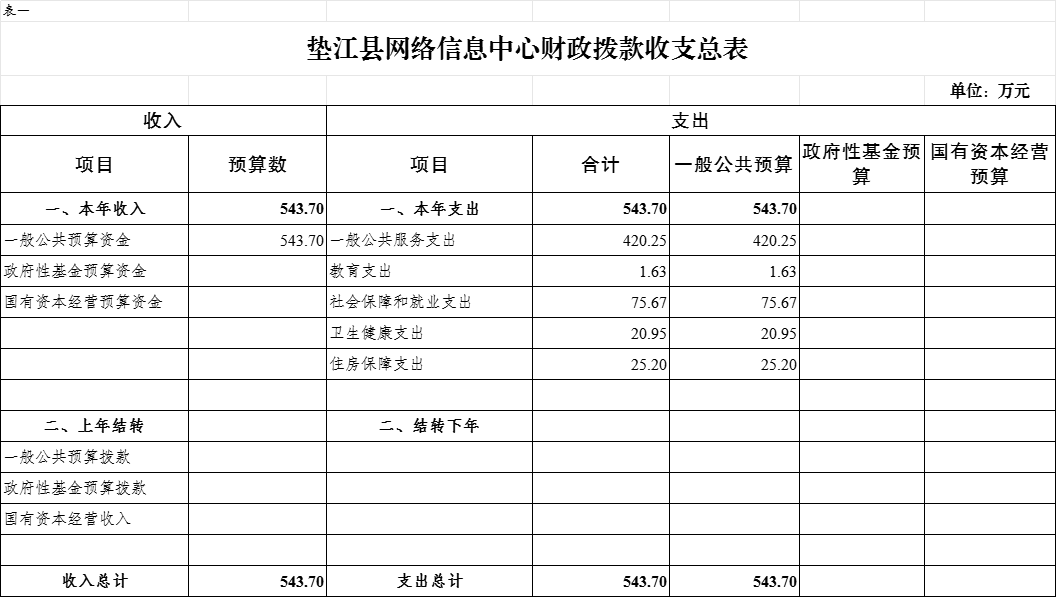 表一
垫江县网络信息中心财政拨款收支总表
单位：万元
收入 支出
项目 预算数 项目 合计 一般公共预算 政府性基金预算 国有资本经营预算
一、本年收入 543.70 一、本年支出 543.70 543.70
一般公共预算资金 543.70 一般公共服务支出 420.25 420.25
政府性基金预算资金 教育支出 1.63 1.63
国有资本经营预算资金 社会保障和就业支出 75.67 75.67
卫生健康支出 20.95 20.95
住房保障支出 25.20 25.20
二、上年结转 二、结转下年
一般公共预算拨款
政府性基金预算拨款
国有资本经营收入
收入总计 543.70 支出总计 543.70 543.70